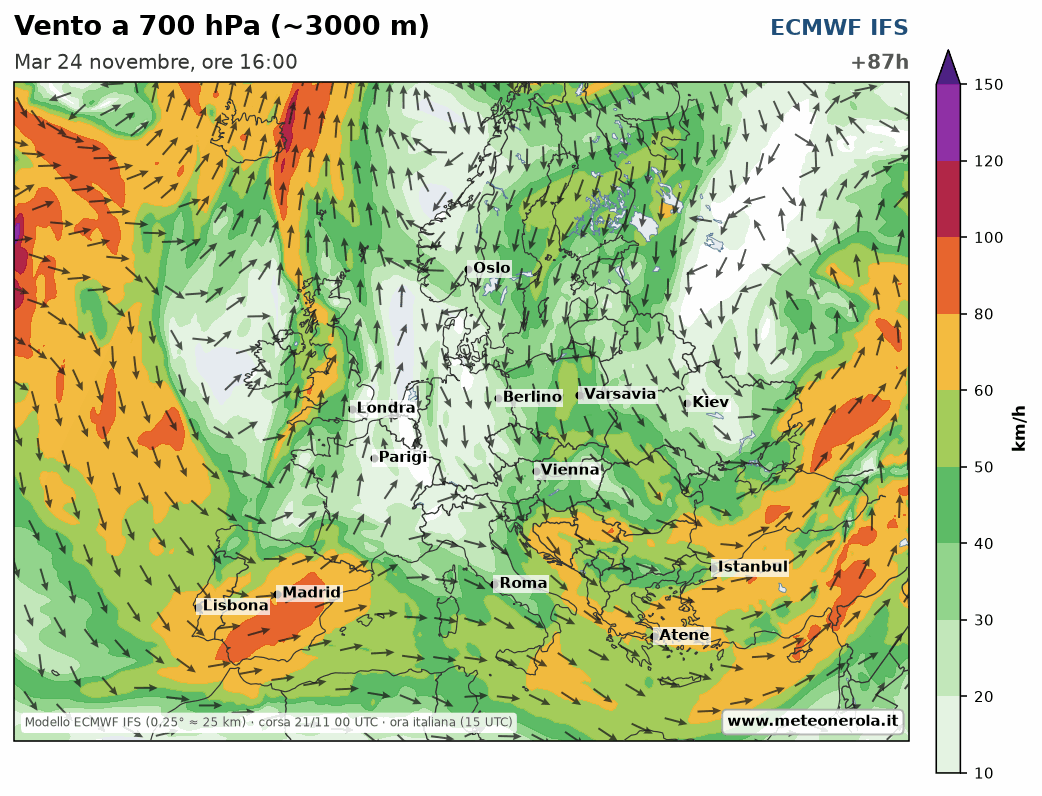 Vento a 700 hPa (~3000 m)
ECMWF IFS
Mar 24 novembre, ore 16:00
+87h
150
120
100
80
60
50
40
30
20
10
km/h
Oslo
Londra
Berlino
Varsavia
Kiev
Parigi
Vienna
Istanbul
Roma
Madrid
Lisbona
Atene
Modello ECMWF IFS (0,25° ≈ 25 km) · corsa 21/11 00 UTC · ora italiana (15 UTC)
www.meteonerola.it